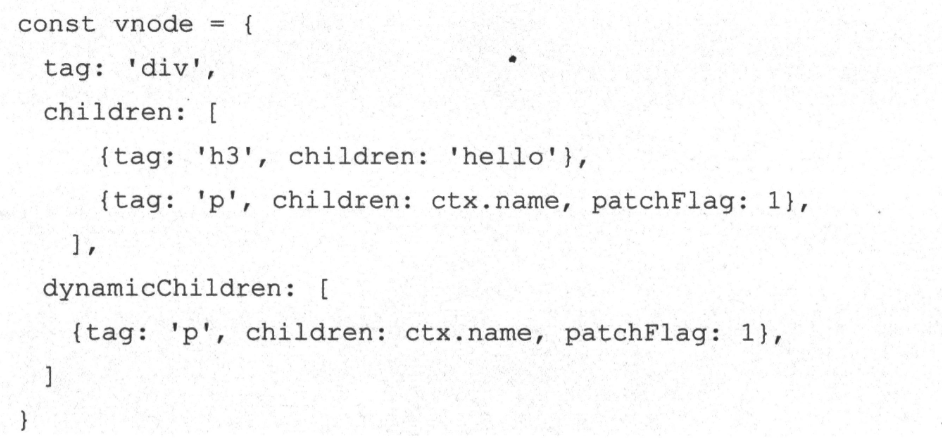 const vnode = {
  tag: 'div',
  children: [
     {tag: 'h3', children: 'hello'},
     {tag: 'p', children: ctx.name, patchFlag: 1},
   ],
  dynamicChildren: [
   {tag: 'p', children: ctx.name, patchFlag: 1},
  ]
}